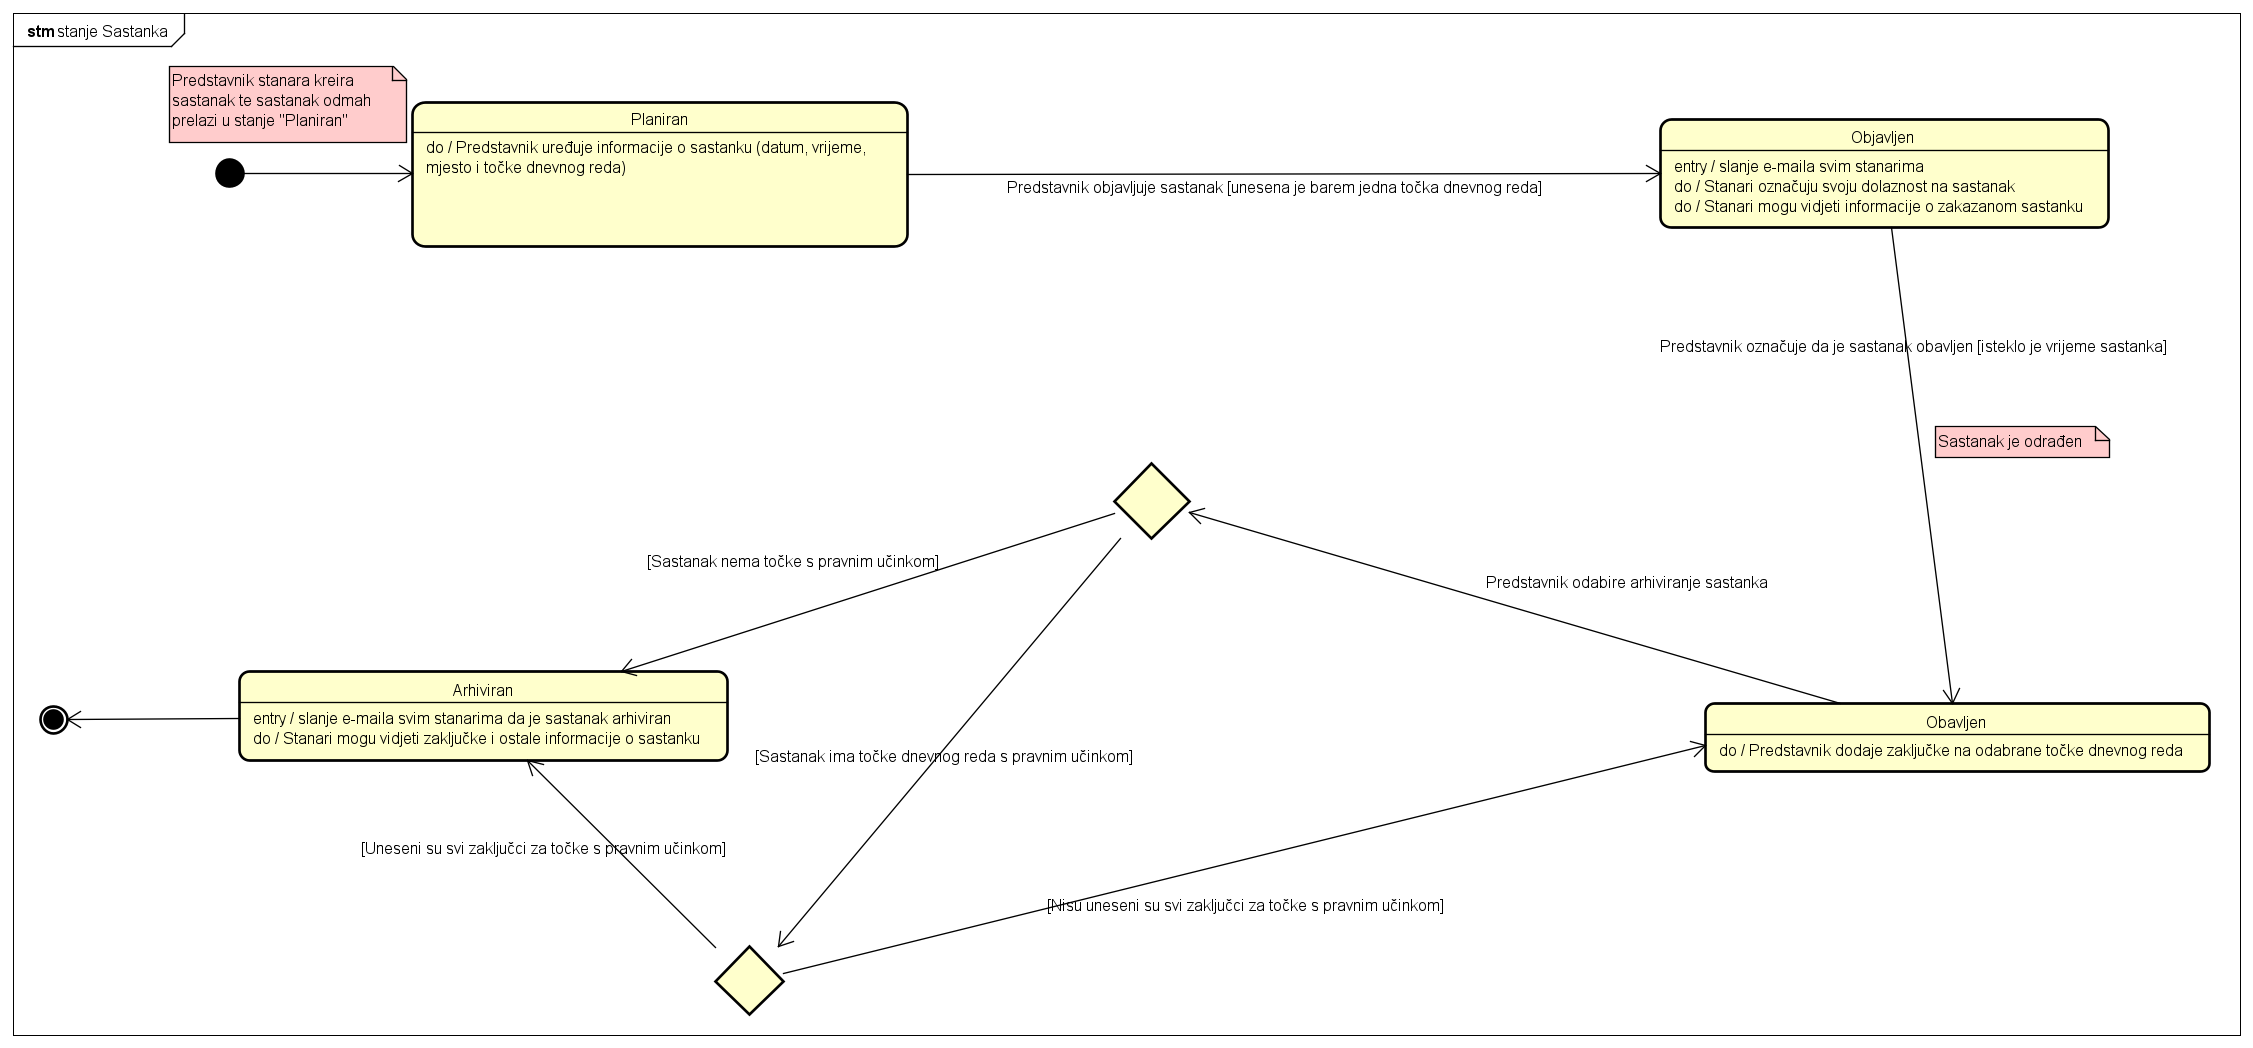 stm stanje Sastanka
Predstavnik stanara kreira
sastanak te sastanak odmah
prelazi u stanje "Planiran"
Planiran
do / Predstavnik uređuje informacije o sastanku (datum, vrijeme,
mjesto i točke dnevnog reda)
Predstavnik objavljuje sastanak [unesena je barem jedna točka dnevnog reda]
Objavljen
entry / slanje e-maila svim stanarima
do / Stanari označuju svoju dolaznost na sastanak
do / Stanari mogu vidjeti informacije o zakazanom sastanku
Predstavnik označuje da je sastanak obavljen [isteklo je vrijeme sastanka]
Sastanak je odrađen
[Sastanak nema točke s pravnim učinkom]
Predstavnik odabire arhiviranje sastanka
Arhiviran
entry / slanje e-maila svim stanarima da je sastanak arhiviran
do / Stanari mogu vidjeti zaključke i ostale informacije o sastanku
Obavljen
do / Predstavnik dodaje zaključke na odabrane točke dnevnog reda
[Sastanak ima točke dnevnog reda s pravnim učinkom]
[Uneseni su svi zaključci za točke s pravnim učinkom]
[Nisu uneseni su svi zaključci za točke s pravnim učinkom]